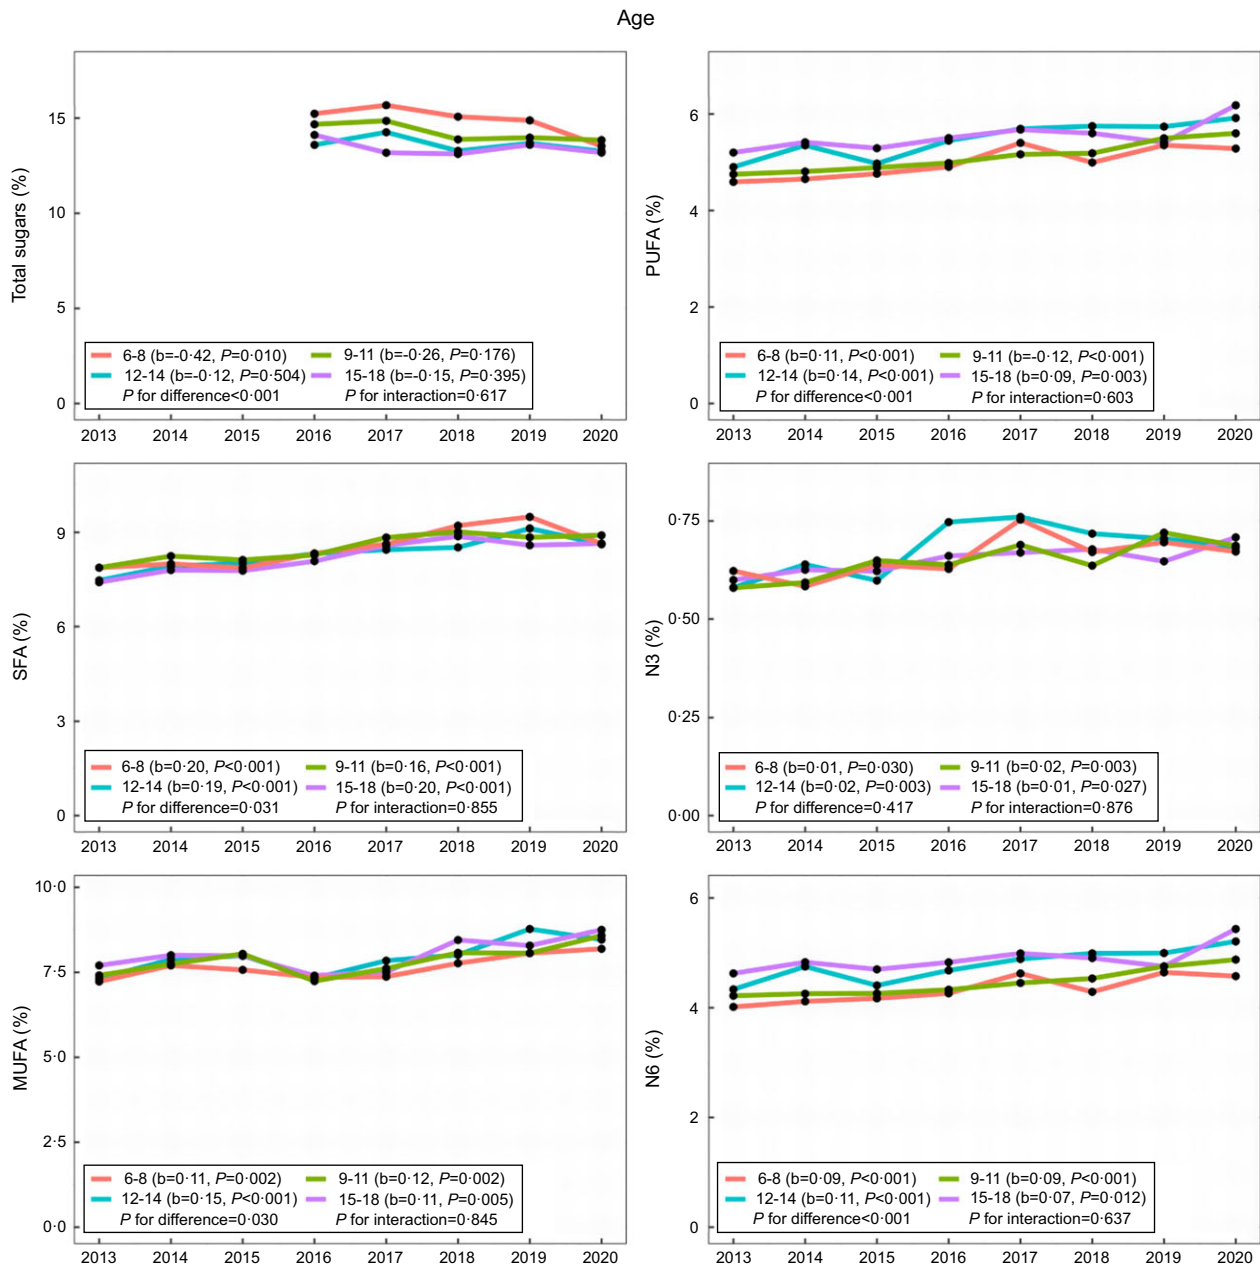 Age
Total sugars (%)
15
10
5
0
6-8 (b=-0·42, P=0·010) 9-11 (b=-0·26, P=0·176)
12-14 (b=-0·12, P=0·504) 15-18 (b=-0·15, P=0·395)
P for difference<0·001 P for interaction=0·617
2013 2014 2015 2016 2017 2018 2019 2020
PUFA (%)
6
4
2
0
6-8 (b=0·11, P<0·001) 9-11 (b=-0·12, P<0·001)
12-14 (b=0·14, P<0·001) 15-18 (b=0·09, P=0·003)
P for difference<0·001 P for interaction=0·603
2013 2014 2015 2016 2017 2018 2019 2020
SFA (%)
9
6
3
0
6-8 (b=0·20, P<0·001) 9-11 (b=0·16, P<0·001)
12-14 (b=0·19, P<0·001) 15-18 (b=0·20, P<0·001)
P for difference=0·031 P for interaction=0·855
2013 2014 2015 2016 2017 2018 2019 2020
N3 (%)
0·75
0·50
0·25
0·00
6-8 (b=0·01, P=0·030) 9-11 (b=0·02, P=0·003)
12-14 (b=0·02, P=0·003) 15-18 (b=0·01, P=0·027)
P for difference=0·417 P for interaction=0·876
2013 2014 2015 2016 2017 2018 2019 2020
MUFA (%)
10·0
7·5
5·0
2·5
0·0
6-8 (b=0·11, P=0·002) 9-11 (b=0·12, P=0·002)
12-14 (b=0·15, P<0·001) 15-18 (b=0·11, P=0·005)
P for difference=0·030 P for interaction=0·845
2013 2014 2015 2016 2017 2018 2019 2020
N6 (%)
6
4
2
0
6-8 (b=0·09, P<0·001) 9-11 (b=0·09, P<0·001)
12-14 (b=0·11, P<0·001) 15-18 (b=0·07, P=0·012)
P for difference<0·001 P for interaction=0·637
2013 2014 2015 2016 2017 2018 2019 2020